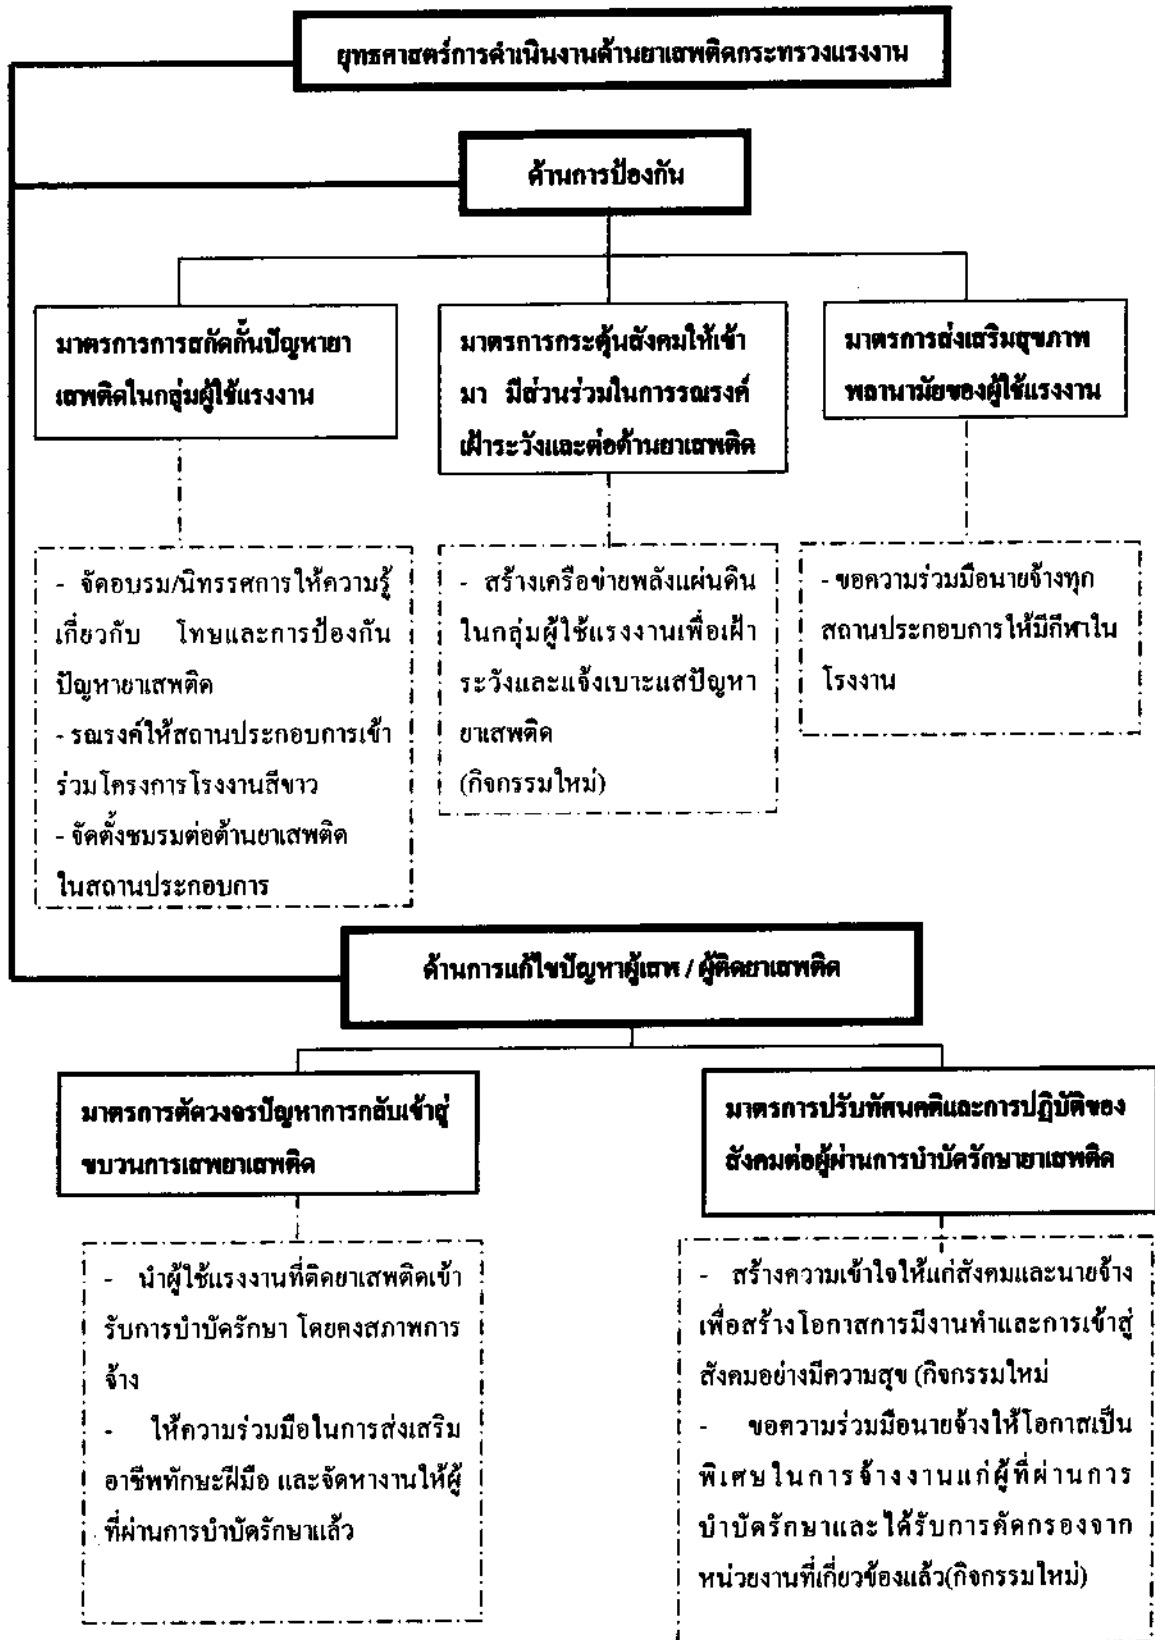 ยุทธศาสตร์การดำเนินงานด้านยาเสพติดกระทรวงแรงงาน
ด้านการป้องกัน
มาตรการการสกัดกั้นปัญหายา
เสพติดในกลุ่มผู้ใช้แรงงาน
มาตรการกระตุ้นสังคมให้เข้า
มา มีส่วนร่วมในการรณรงค์
เฝ้าระวังและต่อต้านยาเสพติด
มาตรการส่งเสริมสุขภาพ
พลานามัยของผู้ใช้แรงงาน
- จัดอบรม/นิทรรศการให้ความรู้
เกี่ยวกับ โทษและการป้องกัน
ปัญหายาเสพติด
- รณรงค์ให้สถานประกอบการเข้า
ร่วมโครงการโรงงานสีขาว
- จัดตั้งชมรมต่อต้านยาเสพติด
ในสถานประกอบการ
- สร้างเครือข่ายพลังแผ่นดิน
ในกลุ่มผู้ใช้แรงงานเพื่อเฝ้า
ระวังและแจ้งเบาะแสปัญหา
ยาเสพติด
(กิจกรรมใหม่)
- ขอความร่วมมือนายจ้างทุก
สถานประกอบการให้มีกีฬาใน
โรงงาน
ด้านการแก้ไขปัญหาผู้เสพ / ผู้ติดยาเสพติด
มาตรการตัดวงจรปัญหาการกลับเข้าสู่
ขบวนการเสพยาเสพติด
มาตรการปรับทัศนคติและการปฏิบัติของ
สังคมต่อผู้ผ่านการบำบัดรักษายาเสพติด
- นำผู้ใช้แรงงานที่ติดยาเสพติดเข้า
รับการบำบัดรักษา โดยคงสภาพการ
จ้าง
- ให้ความร่วมมือในการส่งเสริม
อาชีพทักษะฝีมือ และจัดหางานให้ผู้
ที่ผ่านการบำบัดรักษาแล้ว
- สร้างความเข้าใจให้แก่สังคมและนายจ้าง
เพื่อสร้างโอกาสการมีงานทำและการเข้าสู่
สังคมอย่างมีความสุข (กิจกรรมใหม่
- ขอความร่วมมือนายจ้างให้โอกาสเป็น
พิเศษในการจ้างงานแก่ผู้ที่ผ่านการ
บำบัดรักษาและได้รับการคัดกรองจาก
หน่วยงานที่เกี่ยวข้องแล้ว(กิจกรรมใหม่)